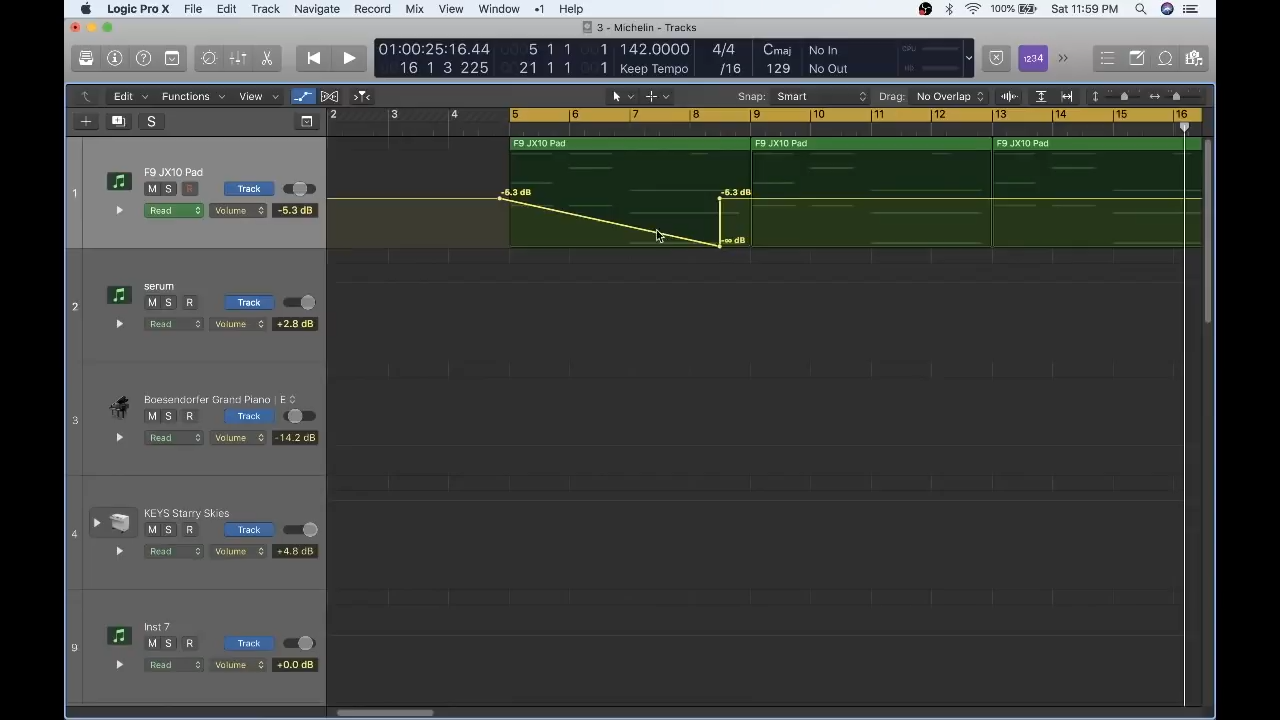 Logic Pro X File Edit Track Navigate Record Mix View Window •1 Help 100% Sat 11:59 PM
3 - Michelin - Tracks
01:00:25:16.44 5 1 1 1 142.0000 4/4 Cmaj No In CPU
16 1 3 225 21 1 1 1 Keep Tempo /16 129 No Out HD
1234
Edit Functions View Snap: Smart Drag: No Overlap
S
2 3 4 5 6 7 8 9 10 11 12 13 14 15 16
F9 JX10 Pad F9 JX10 Pad F9 JX10 Pad
1
F9 JX10 Pad
M S R Track
-5.3 dB -5.3 dB
Read Volume -5.3 dB
-∞ dB
2
serum
M S R Track
Read Volume +2.8 dB
3
Boesendorfer Grand Piano | E
M S R Track
Read Volume -14.2 dB
4
KEYS Starry Skies
M S R Track
Read Volume +4.8 dB
9
Inst 7
M S R Track
Read Volume +0.0 dB